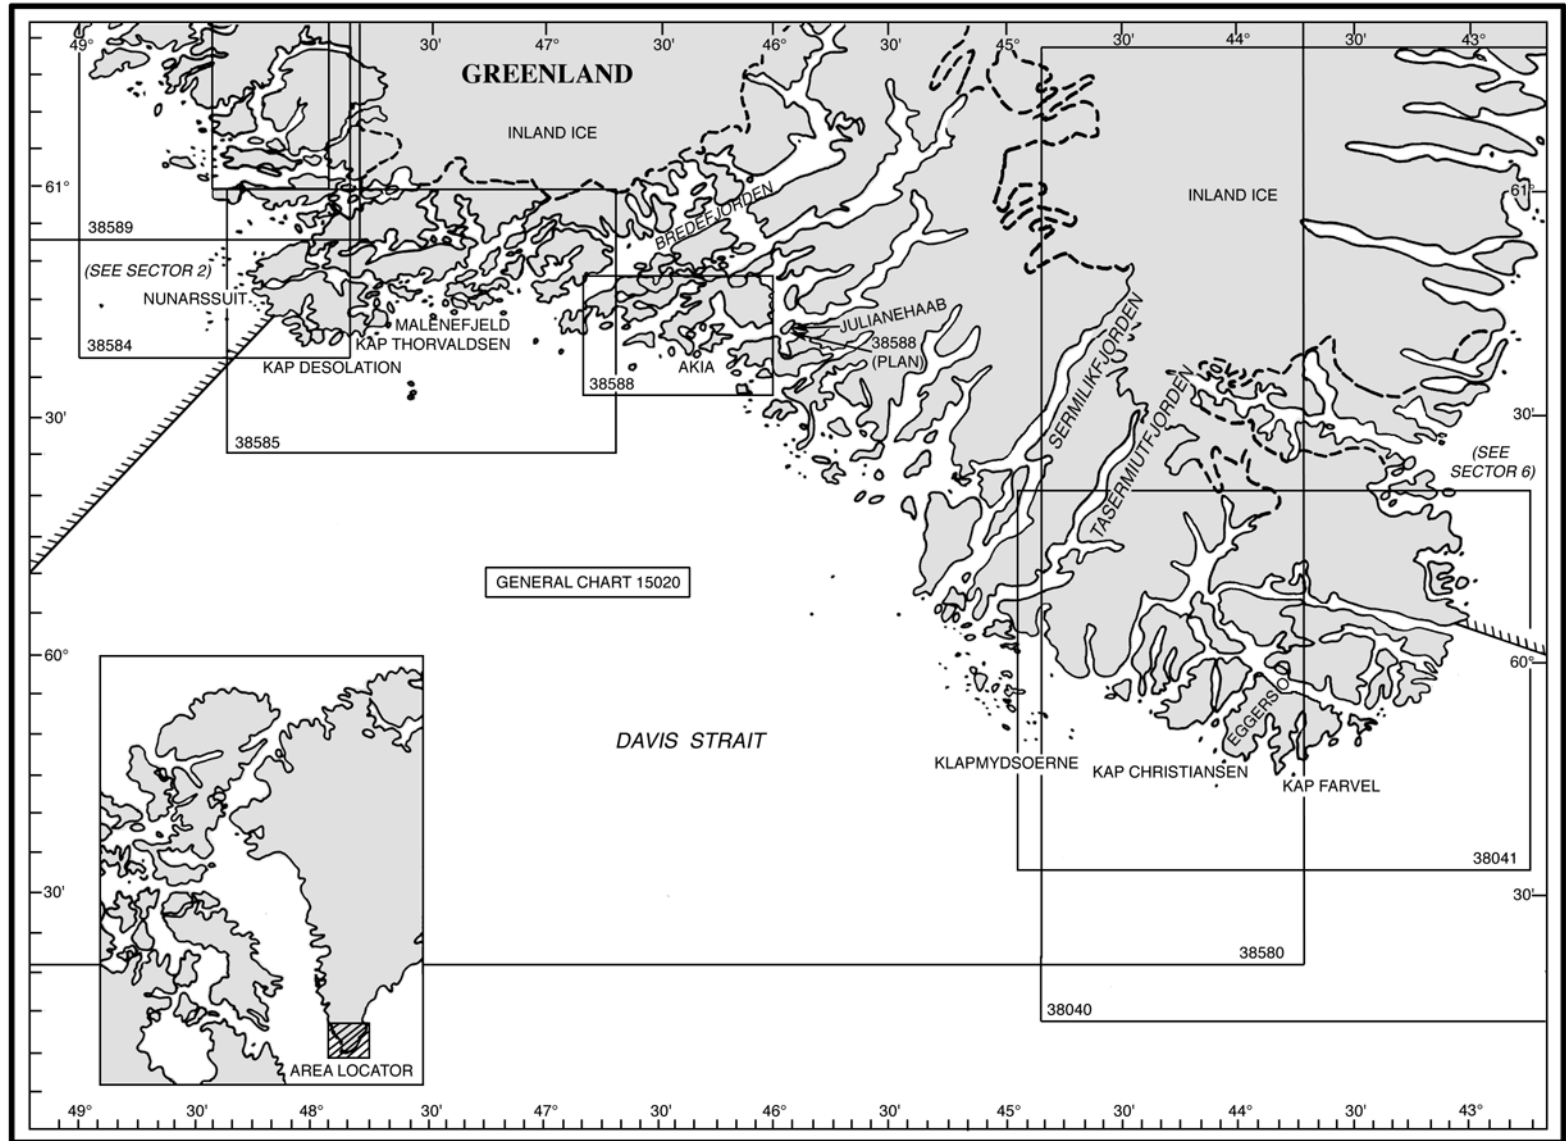 49°
30'
47°
30'
46°
30'
45°
30'
44°
30'
43°
GREENLAND
INLAND ICE
61°
BREDEFJORDEN
INLAND ICE
61°
38589
(SEE SECTOR 2)
NUNARSSUIT
MALENEFJELD
KAP THORVALDSEN
38584
KAP DESOLATION
JULIANEHAAB
38588
(PLAN)
AKIA
38588
SERMILIKFJORDEN
TASERMIUTFJORDEN
30'
38585
30'
(SEE
SECTOR 6)
GENERAL CHART 15020
60°
60°
EGGERS O
DAVIS STRAIT
KLAPMYDSOERNE
KAP CHRISTIANSEN
KAP FARVEL
38041
30'
30'
38580
38040
AREA LOCATOR
49°
30'
48°
30'
47°
30'
46°
30'
45°
30'
44°
30'
43°